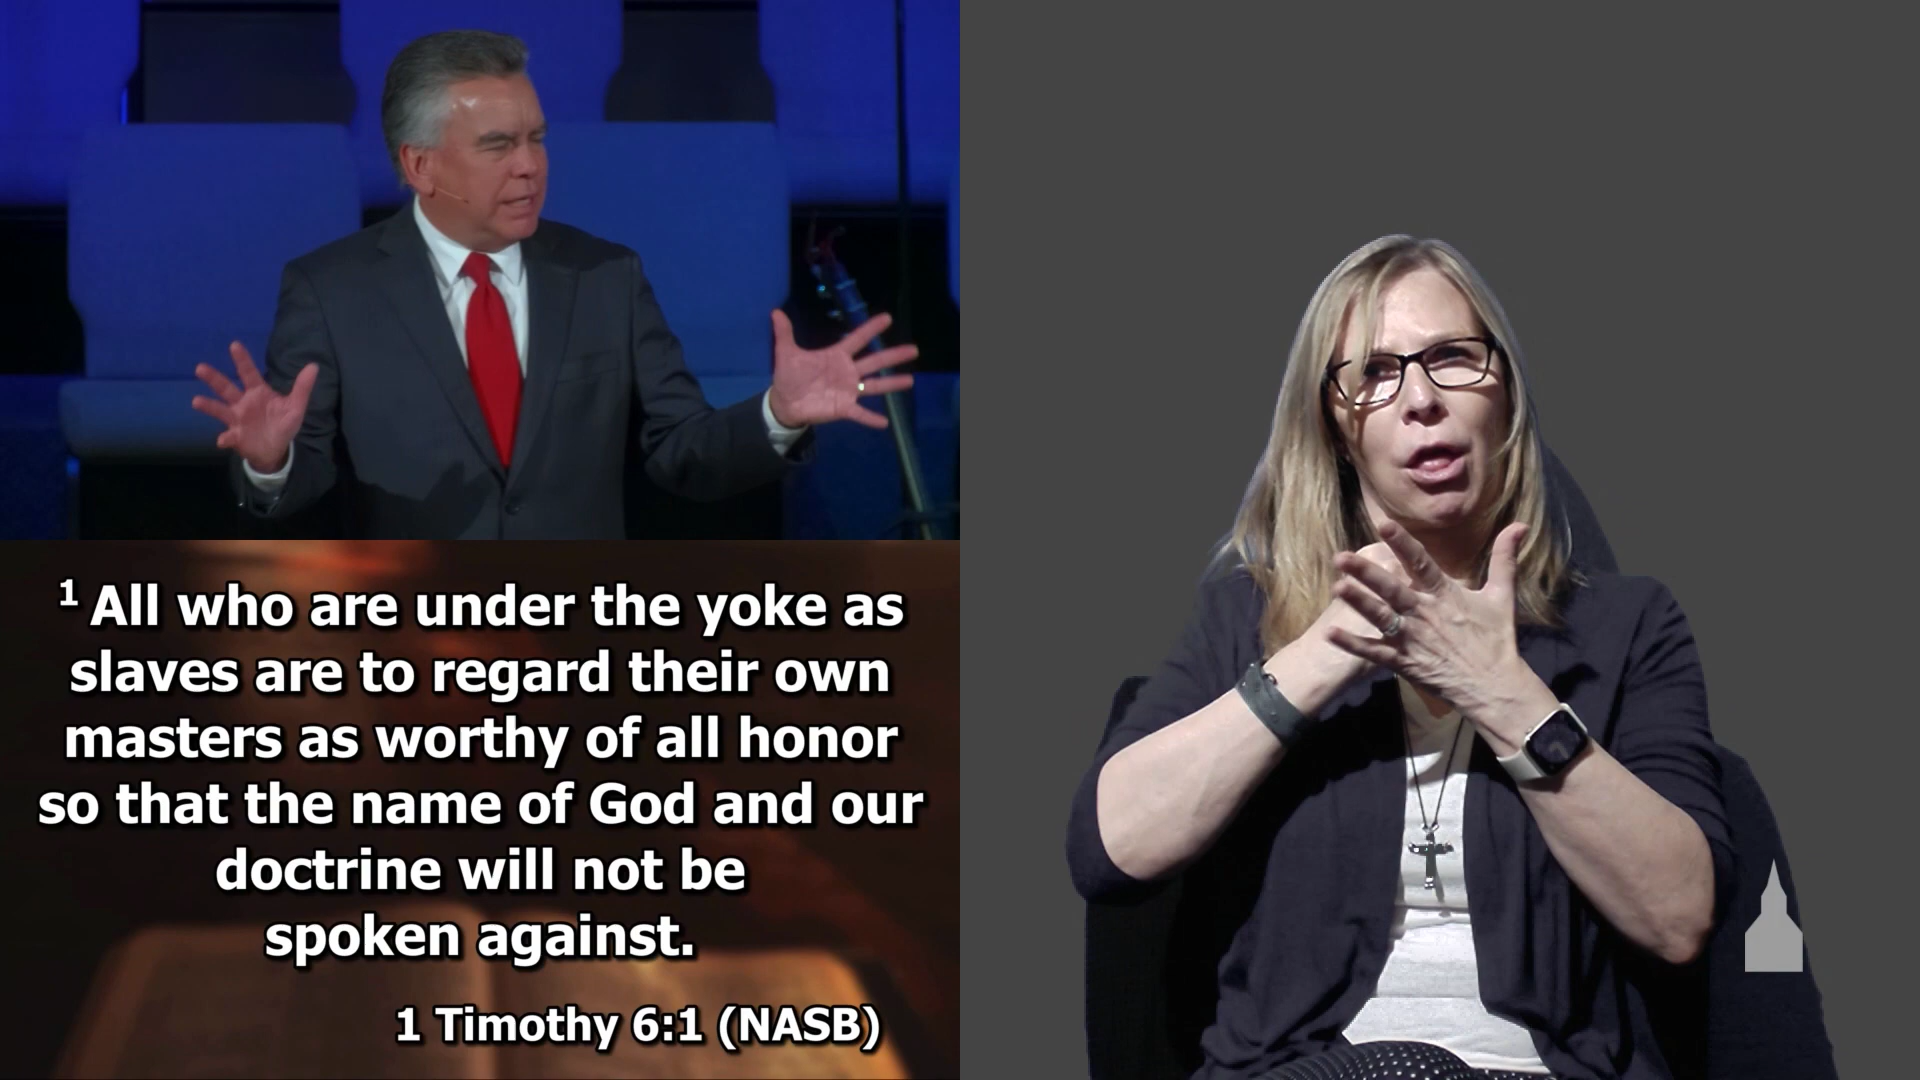 1 All who are under the yoke as
slaves are to regard their own
masters as worthy of all honor
so that the name of God and our
doctrine will not be
spoken against.
1 Timothy 6:1 (NASB)